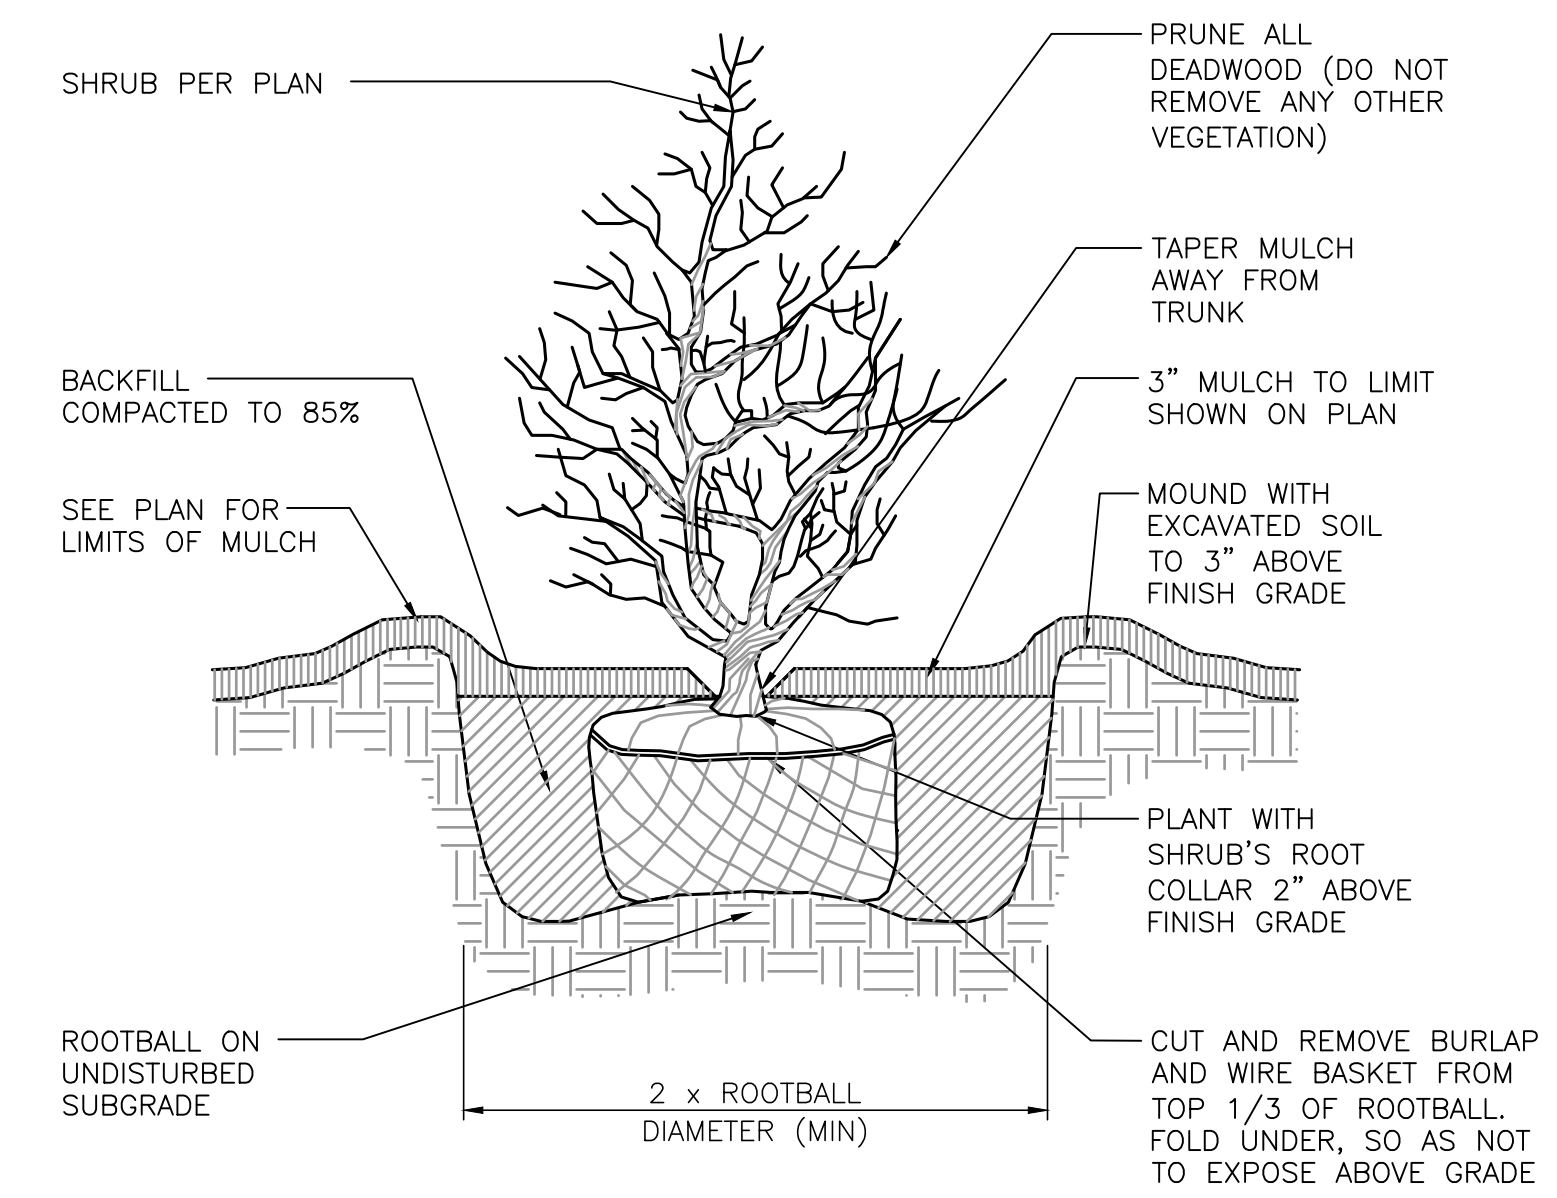 SHRUB PER PLAN
BACKFILL
COMPACTED TO 85%
SEE PLAN FOR
LIMITS OF MULCH
ROOTBALL ON
UNDISTURBED
SUBGRADE
2 x ROOTBALL
DIAMETER (MIN)
PRUNE ALL
DEADWOOD (DO NOT
REMOVE ANY OTHER
VEGETATION)
TAPER MULCH
AWAY FROM
TRUNK
3” MULCH TO LIMIT
SHOWN ON PLAN
MOUND WITH
EXCAVATED SOIL
TO 3” ABOVE
FINISH GRADE
PLANT WITH
SHRUB'S ROOT
COLLAR 2” ABOVE
FINISH GRADE
CUT AND REMOVE BURLAP
AND WIRE BASKET FROM
TOP 1/3 OF ROOTBALL.
FOLD UNDER, SO AS NOT
TO EXPOSE ABOVE GRADE